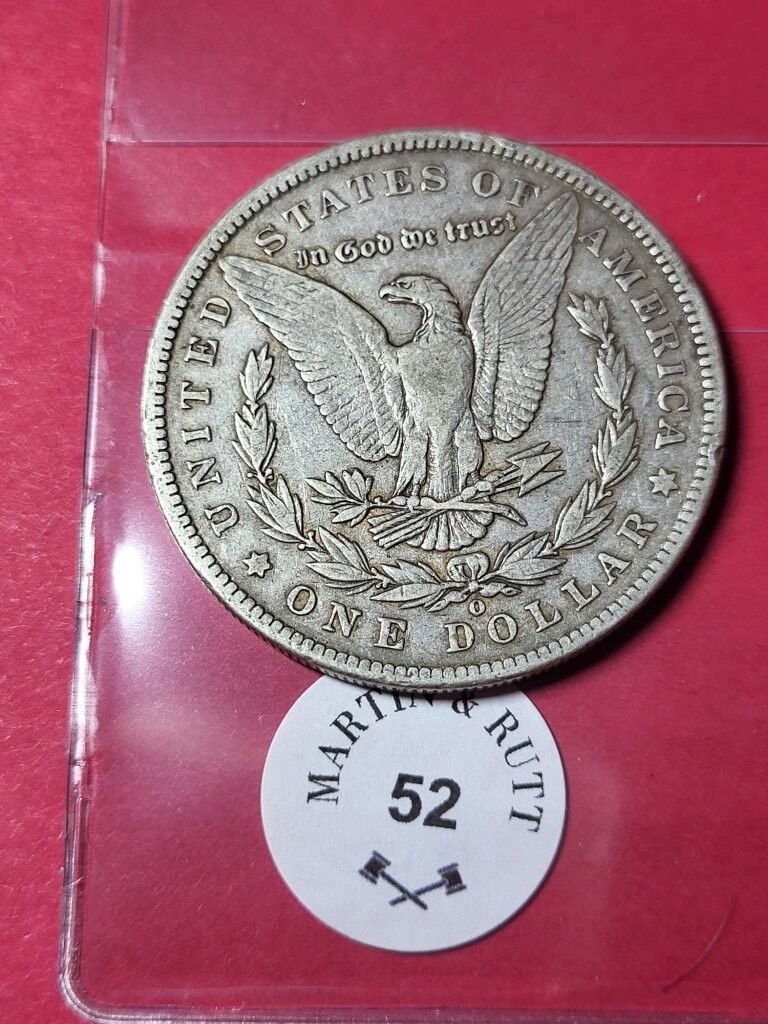 UNITED STATES OF AMERICA
In God we trust
O
ONE DOLLAR
MARTIN & RUTT
52